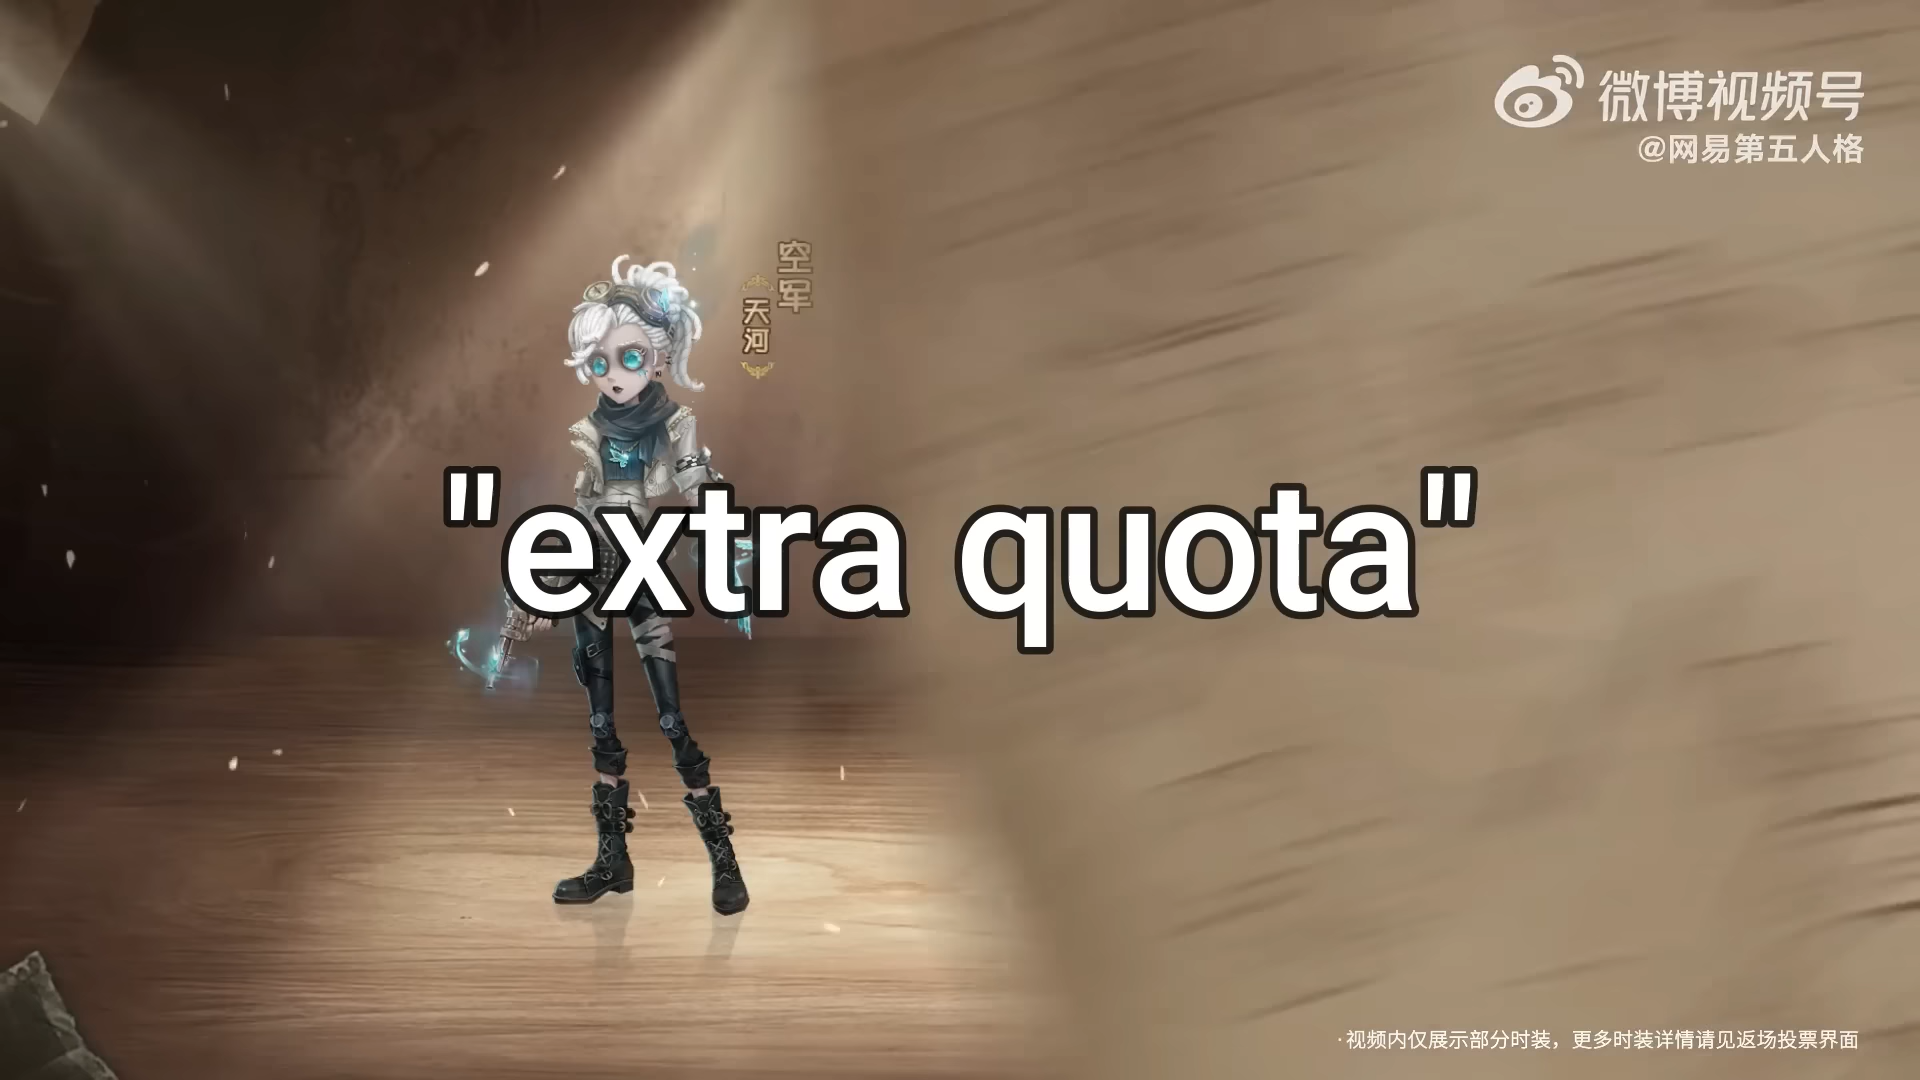 微博视频号
@网易第五人格
空军
天河
"extra quota"
·视频内仅展示部分时装，更多时装详情请见返场投票界面